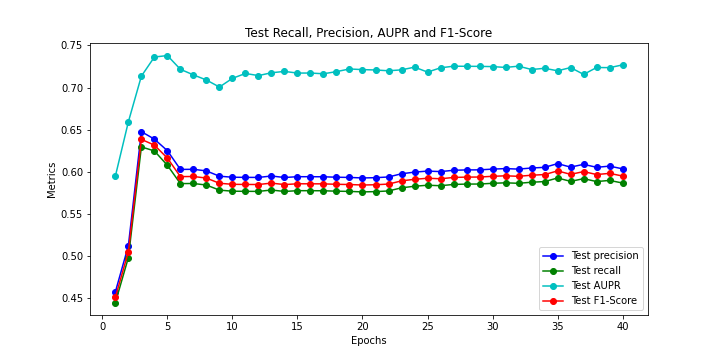 Test Recall, Precision, AUPR and F1-Score
0.75
0.70
0.65
0.60
0.55
0.50
0.45
Metrics
0 5 10 15 20 25 30 35 40
Epochs
Test precision
Test recall
Test AUPR
Test F1-Score